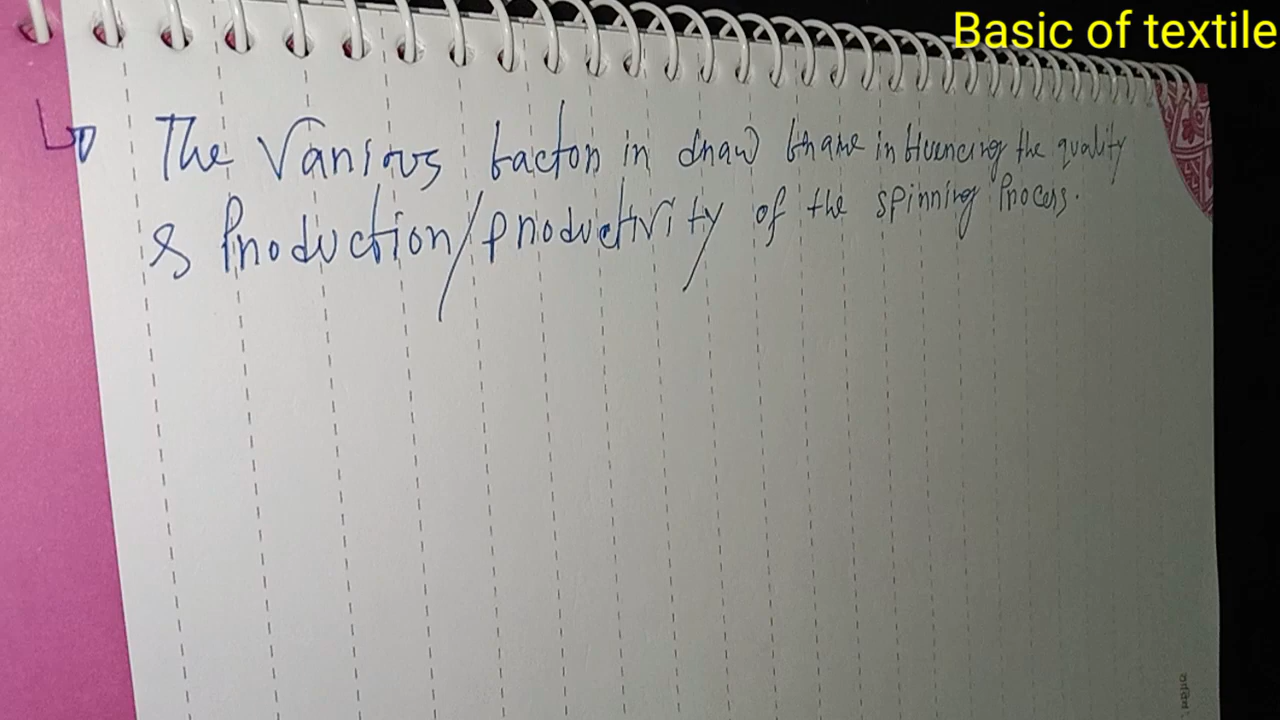 Basic of textile
The Various factor in draw frame influencing the quality
& Production/productivity of the spinning Process.